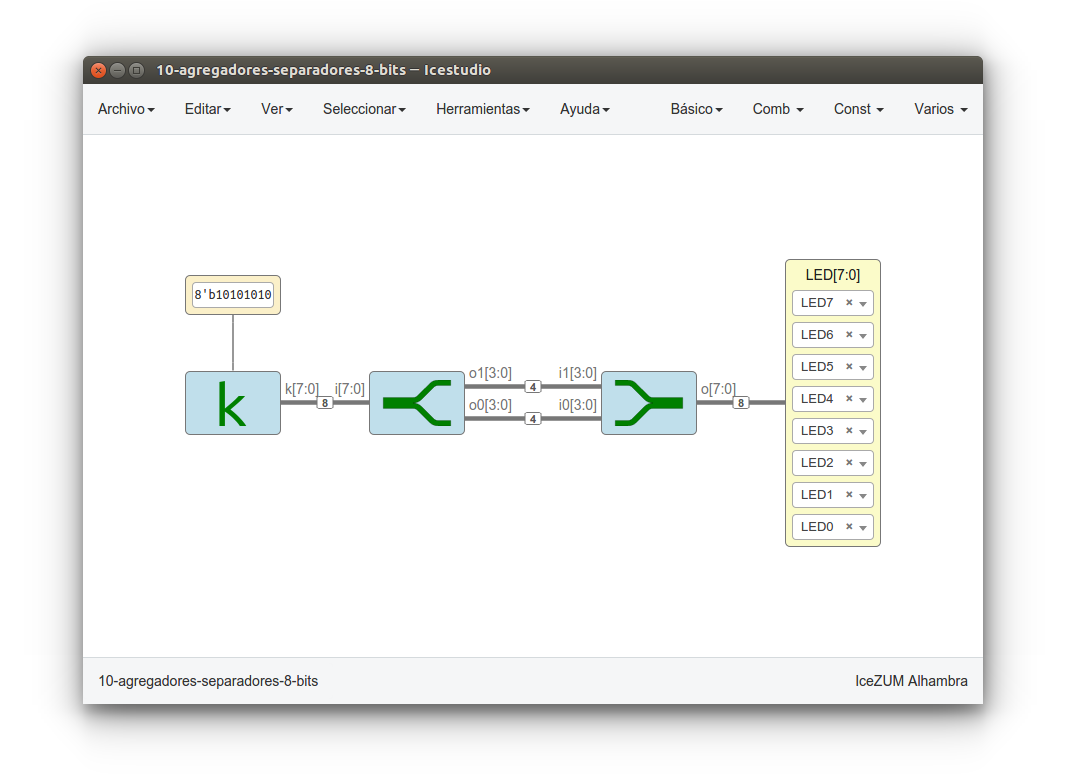 10-agregadores-separadores-8-bits – Icestudio
Archivo Editar Ver Seleccionar Herramientas Ayuda Básico Comb Const Varios
8'b10101010
k
k[7:0] 8 i[7:0]
o1[3:0] 4 i1[3:0]
o0[3:0] 4 i0[3:0]
o[7:0] 8
LED[7:0]
LED7
LED6
LED5
LED4
LED3
LED2
LED1
LED0
10-agregadores-separadores-8-bits
IceZUM Alhambra